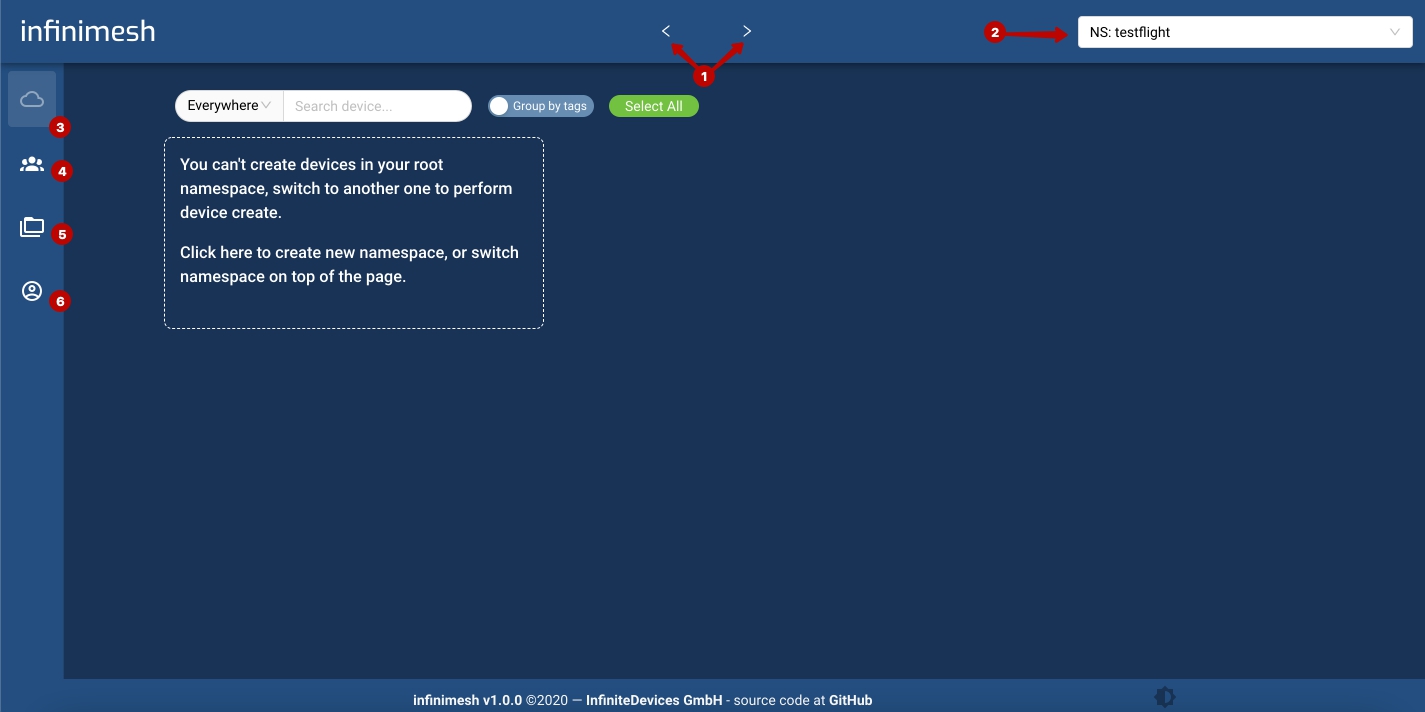 infinimesh
< >
2
NS: testflight
1
Everywhere
Search device...
Group by tags
Select All
3
4
5
6
You can't create devices in your root
namespace, switch to another one to perform
device create.
Click here to create new namespace, or switch
namespace on top of the page.
infinimesh v1.0.0 ©2020 — InfiniteDevices GmbH - source code at GitHub